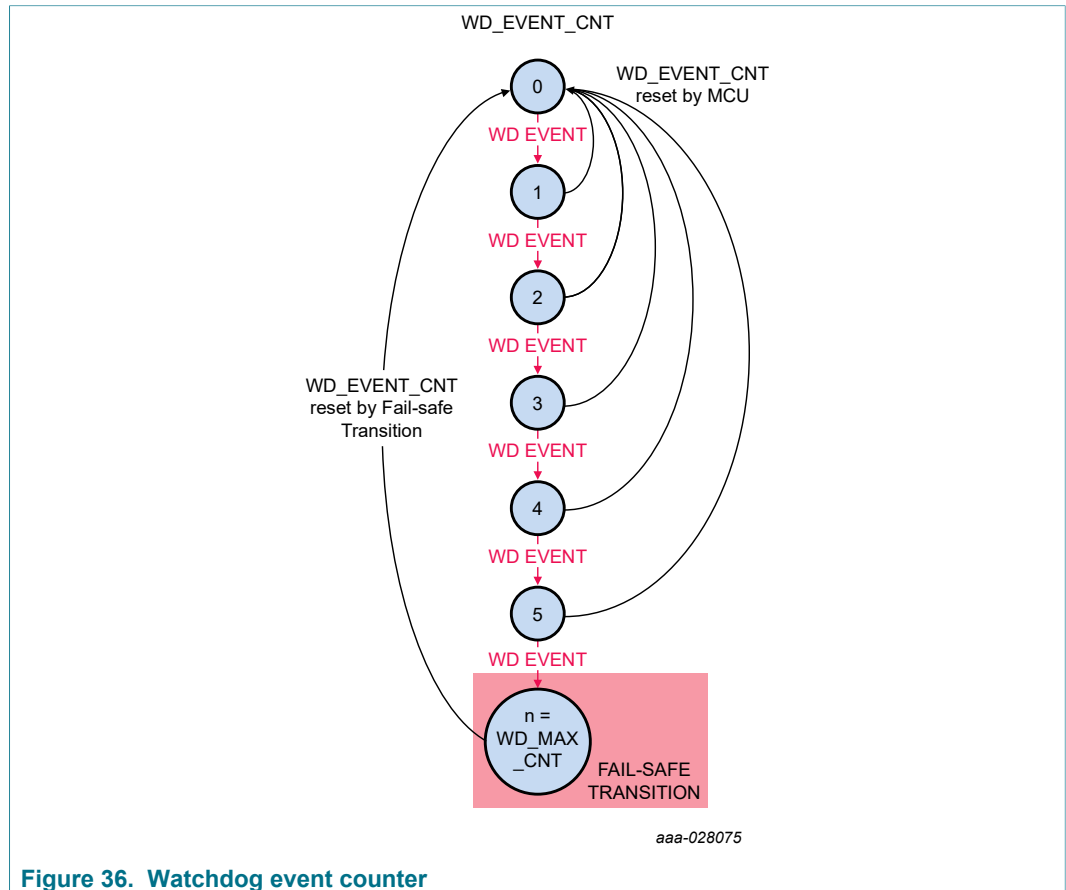 WD_EVENT_CNT
0
WD_EVENT_CNT
reset by MCU
WD EVENT
1
WD EVENT
2
WD EVENT
3
WD_EVENT_CNT
reset by Fail-safe
Transition
WD EVENT
4
WD EVENT
5
WD EVENT
n =
WD_MAX
_CNT
FAIL-SAFE
TRANSITION
aaa-028075
Figure 36. Watchdog event counter